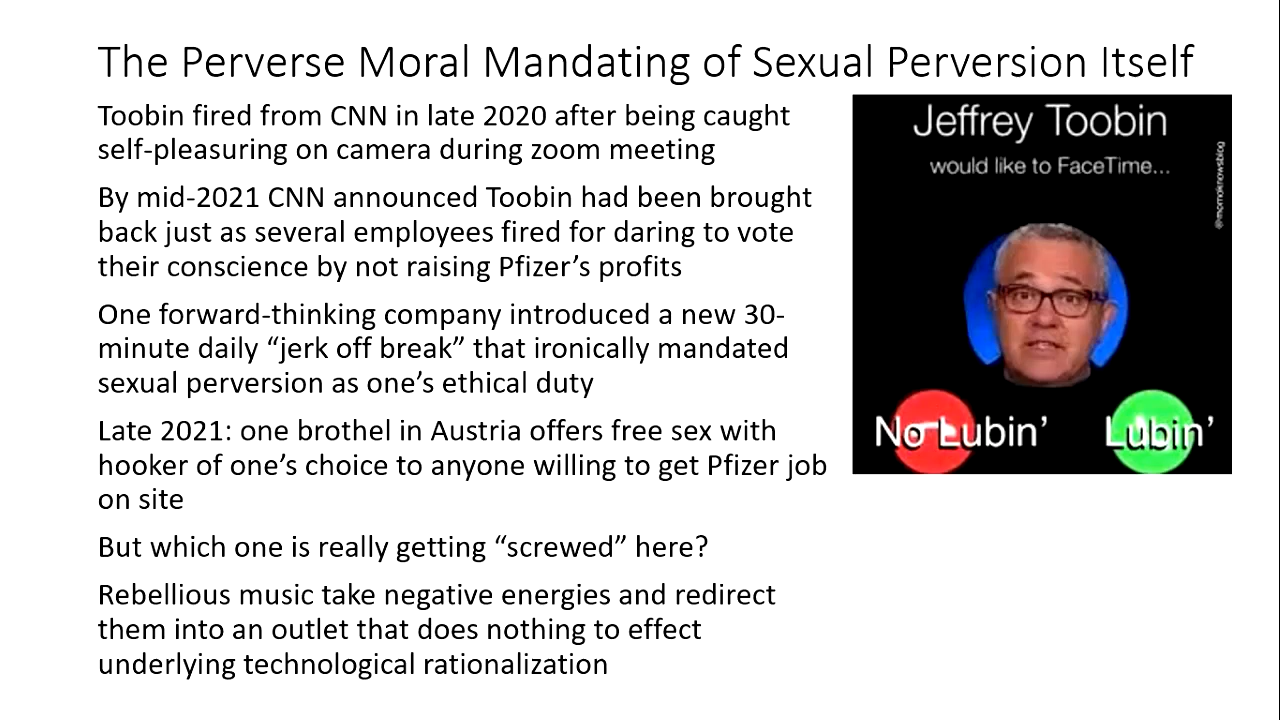 The Perverse Moral Mandating of Sexual Perversion Itself
Toobin fired from CNN in late 2020 after being caught
self-pleasuring on camera during zoom meeting
By mid-2021 CNN announced Toobin had been brought
back just as several employees fired for daring to vote
their conscience by not raising Pfizer’s profits
One forward-thinking company introduced a new 30-
minute daily “jerk off break” that ironically mandated
sexual perversion as one’s ethical duty
Late 2021: one brothel in Austria offers free sex with
hooker of one’s choice to anyone willing to get Pfizer job
on site
But which one is really getting “screwed” here?
Rebellious music take negative energies and redirect
them into an outlet that does nothing to effect
underlying technological rationalization
Jeffrey Toobin
would like to FaceTime...
No Lubin’
Lubin’